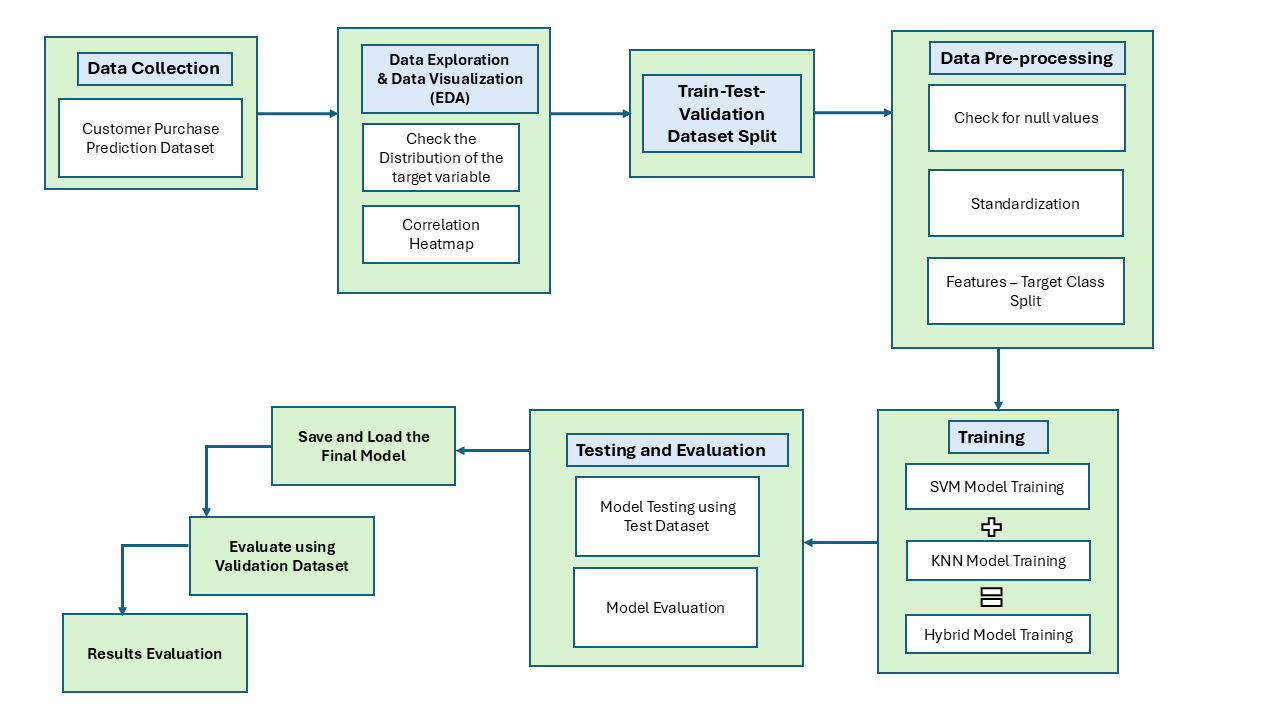 Data Collection
Customer Purchase
Prediction Dataset
Data Exploration
& Data Visualization
(EDA)
Check the
Distribution of the
target variable
Correlation
Heatmap
Train-Test-
Validation
Dataset Split
Data Pre-processing
Check for null values
Standardization
Features – Target Class
Split
Training
SVM Model Training
KNN Model Training
Hybrid Model Training
Testing and Evaluation
Model Testing using
Test Dataset
Model Evaluation
Save and Load the
Final Model
Evaluate using
Validation Dataset
Results Evaluation